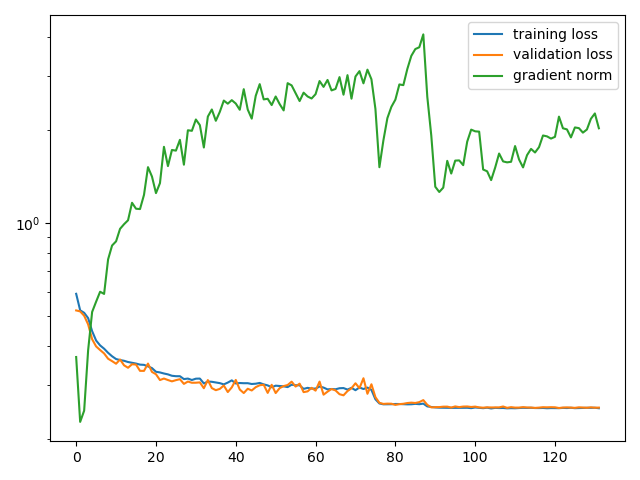 training loss
validation loss
gradient norm
10⁰
0 20 40 60 80 100 120